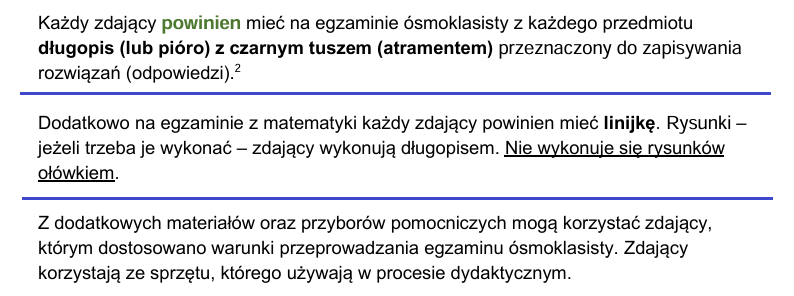 Każdy zdający powinien mieć na egzaminie ósmoklasisty z każdego przedmiotu
długopis (lub pióro) z czarnym tuszem (atramentem) przeznaczony do zapisywania
rozwiązań (odpowiedzi).²
Dodatkowo na egzaminie z matematyki każdy zdający powinien mieć linijkę. Rysunki –
jeżeli trzeba je wykonać – zdający wykonują długopisem. Nie wykonuje się rysunków
ołówkiem.
Z dodatkowych materiałów oraz przyborów pomocniczych mogą korzystać zdający,
którym dostosowano warunki przeprowadzania egzaminu ósmoklasisty. Zdający
korzystają ze sprzętu, którego używają w procesie dydaktycznym.